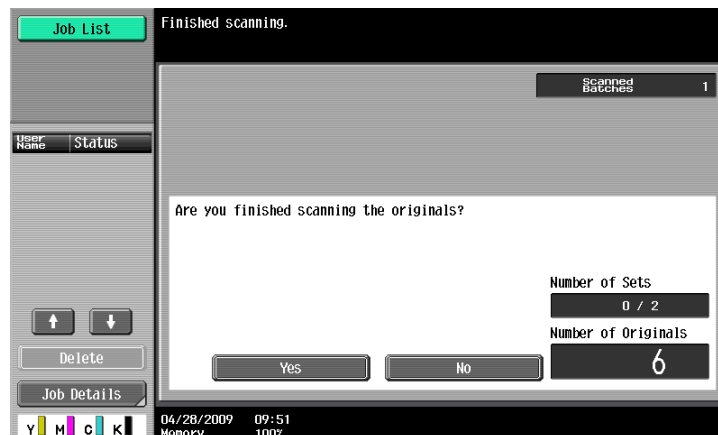 Job List
Finished scanning.
Scanned
Batches 1
User
Name Status
Are you finished scanning the originals?
Number of Sets
0 / 2
Number of Originals
6
Yes No
Delete
Job Details
Y M C K
04/28/2009 09:51
Memory 100%